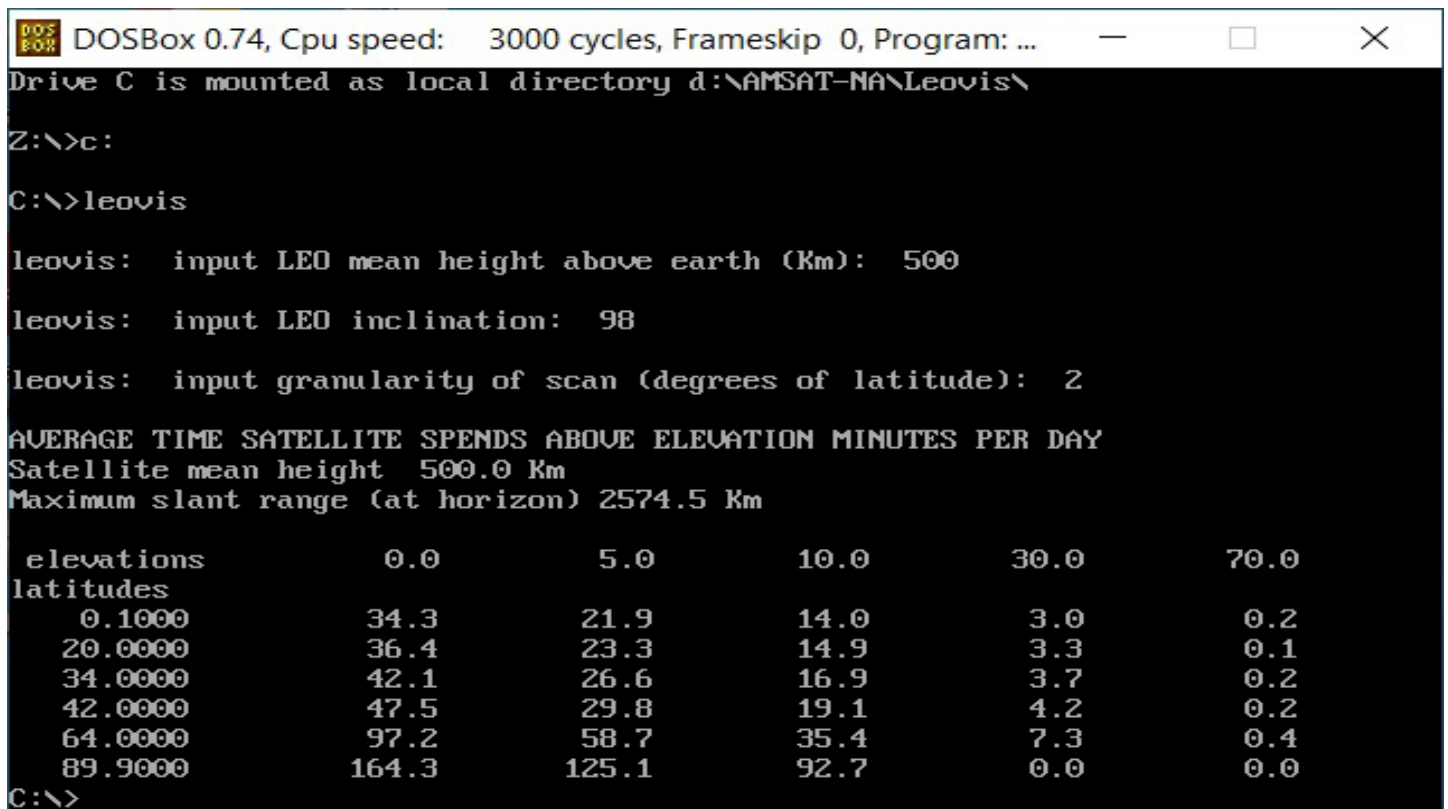 DOS BOX DOSBox 0.74, Cpu speed: 3000 cycles, Frameskip 0, Program: ...
Drive C is mounted as local directory d:\AMSAT-NA\Leovis\
Z:\>c:
C:\>leovis
leovis: input LEO mean height above earth (Km): 500
leovis: input LEO inclination: 98
leovis: input granularity of scan (degrees of latitude): 2
AVERAGE TIME SATELLITE SPENDS ABOVE ELEVATION MINUTES PER DAY
Satellite mean height 500.0 Km
Maximum slant range (at horizon) 2574.5 Km
elevations 0.0 5.0 10.0 30.0 70.0
latitudes
0.1000 34.3 21.9 14.0 3.0 0.2
20.0000 36.4 23.3 14.9 3.3 0.1
34.0000 42.1 26.6 16.9 3.7 0.2
42.0000 47.5 29.8 19.1 4.2 0.2
64.0000 97.2 58.7 35.4 7.3 0.4
89.9000 164.3 125.1 92.7 0.0 0.0
C:\>